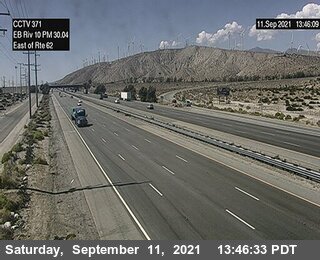 CCTV 371
EB Riv 10 PM 30.04
East of Rte 62
11.Sep 2021 13:46:09
Saturday, September 11, 2021 13:46:33 PDT